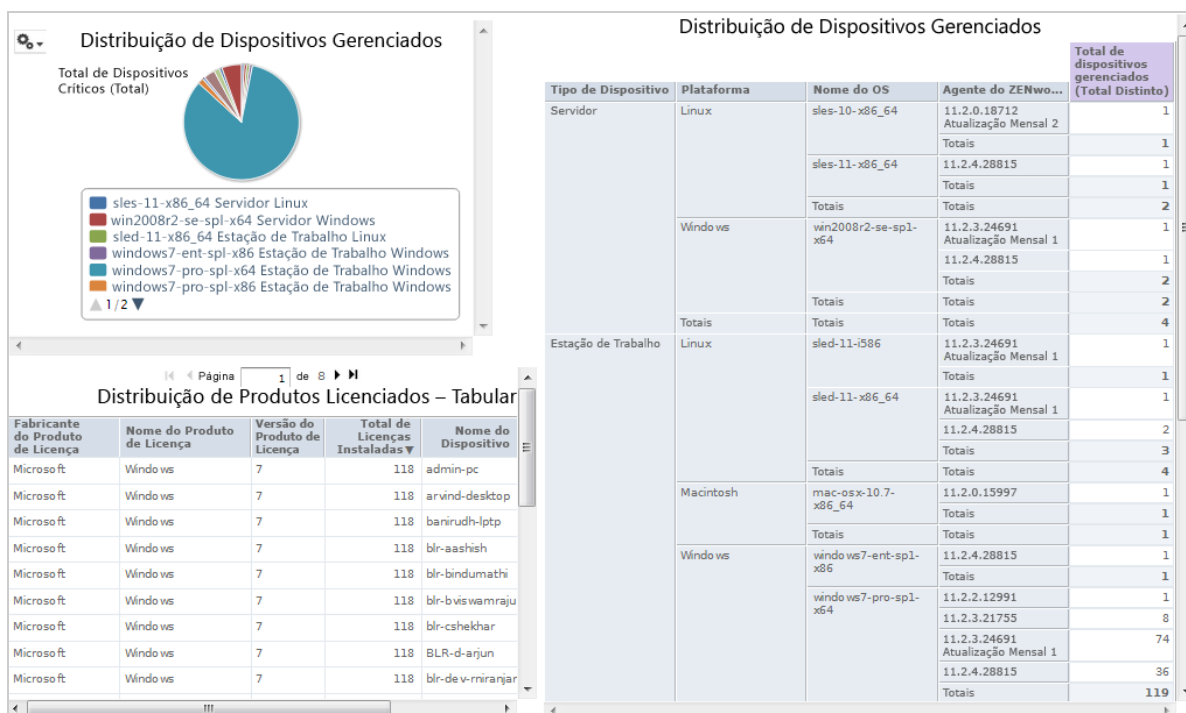 Distribuição de Dispositivos Gerenciados
Total de Dispositivos
Críticos (Total)
sles-11-x86_64 Servidor Linux
win2008r2-se-spl-x64 Servidor Windows
sled-11-x86_64 Estação de Trabalho Linux
windows7-ent-spl-x86 Estação de Trabalho Windows
windows7-pro-spl-x64 Estação de Trabalho Windows
windows7-pro-spl-x86 Estação de Trabalho Windows
1/2
Página 1 de 8
Distribuição de Produtos Licenciados – Tabular
Fabricante do Produto de Licença Nome do Produto de Licença Versão do Produto de Licença Total de Licenças Instaladas Nome do Dispositivo
Microsoft Windows 7 118 admin-pc
Microsoft Windows 7 118 arvind-desktop
Microsoft Windows 7 118 banirudh-lptp
Microsoft Windows 7 118 blr-aashish
Microsoft Windows 7 118 blr-bindumathi
Microsoft Windows 7 118 blr-bviswamraju
Microsoft Windows 7 118 blr-cshekhar
Microsoft Windows 7 118 BLR-d-arjun
Microsoft Windows 7 118 blr-dev-rniranjar
Distribuição de Dispositivos Gerenciados
Tipo de Dispositivo Plataforma Nome do OS Agente do ZENwo... Total de dispositivos gerenciados (Total Distinto)
Servidor Linux sles-10-x86_64 11.2.0.18712 Atualização Mensal 2 1
Totais 1
sles-11-x86_64 11.2.4.28815 1
Totais 1
Totais Totais 2
Windows win2008r2-se-sp1-x64 11.2.3.24691 Atualização Mensal 1 1
11.2.4.28815 1
Totais 2
Totais Totais 2
Totais Totais Totais 4
Estação de Trabalho Linux sled-11-i586 11.2.3.24691 Atualização Mensal 1 1
Totais 1
sled-11-x86_64 11.2.3.24691 Atualização Mensal 1 1
11.2.4.28815 2
Totais 3
Totais Totais 4
Macintosh mac-osx-10.7-x86_64 11.2.0.15997 1
Totais 1
Totais Totais 1
Windows windows7-ent-sp1-x86 11.2.4.28815 1
Totais 1
windows7-pro-sp1-x64 11.2.2.12991 1
11.2.3.21755 8
11.2.3.24691 Atualização Mensal 1 74
11.2.4.28815 36
Totais 119